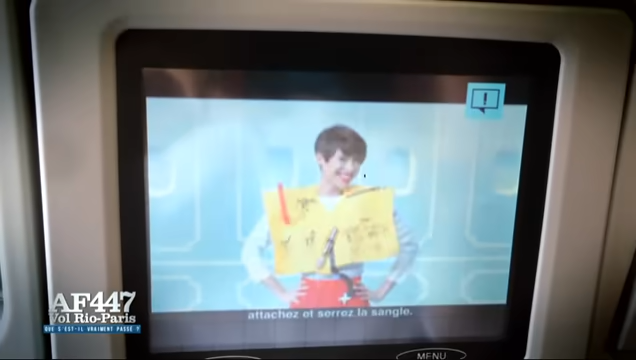 attachez et serrez la sangle.
AF447
Vol Rio-Paris
QUE S'EST-IL VRAIMENT PASSÉ ?
MENU